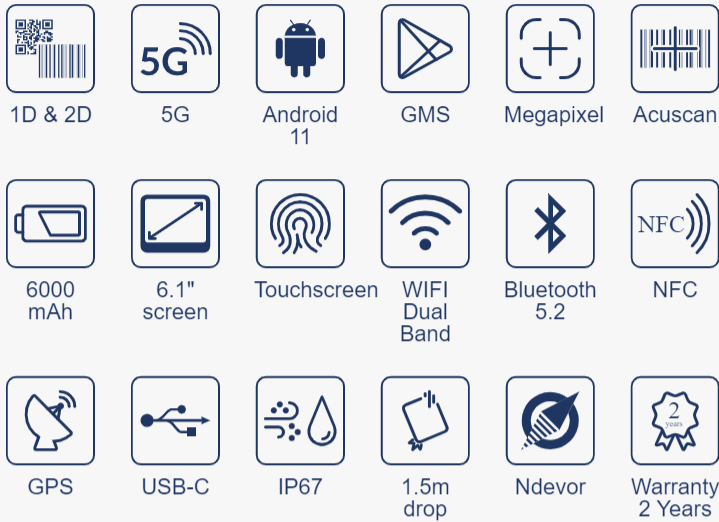 5G
1D & 2D
5G
Android
11
GMS
Megapixel
Acuscan
NFC
6000
mAh
6.1"
screen
Touchscreen
WIFI
Dual
Band
Bluetooth
5.2
NFC
2
years
GPS
USB-C
IP67
1.5m
drop
Ndevor
Warranty
2 Years